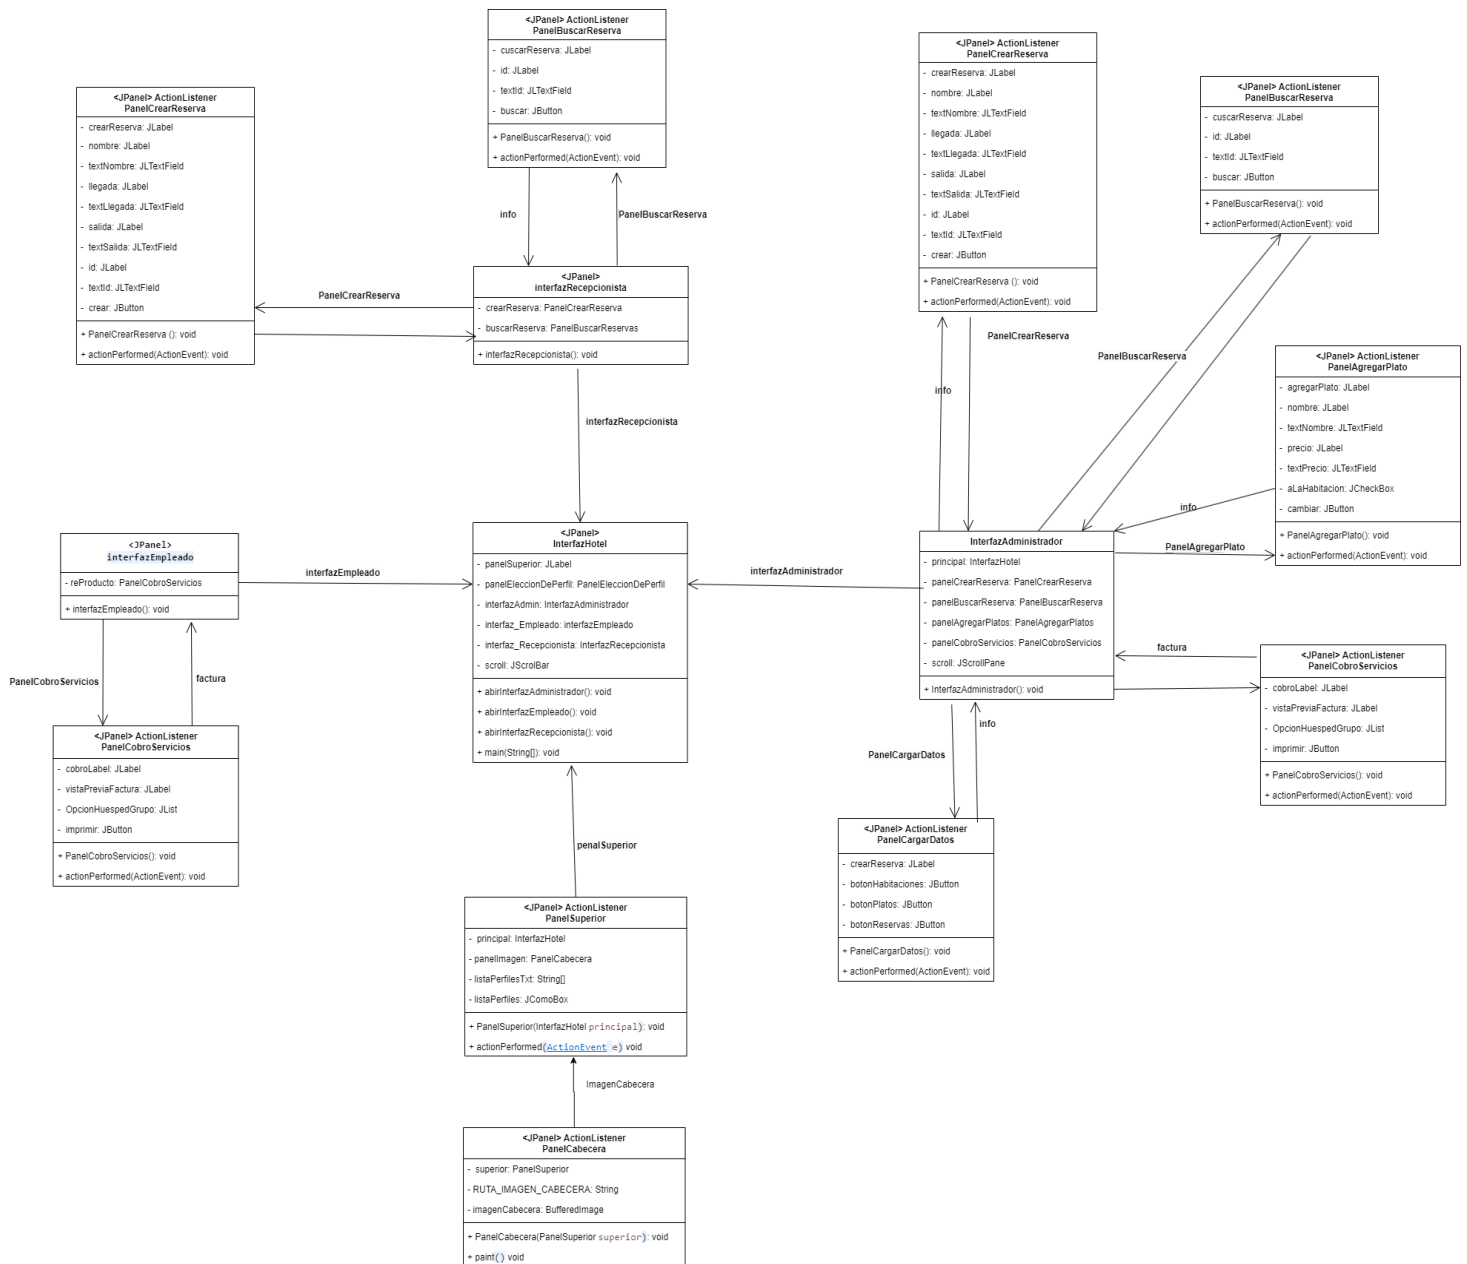 <JPanel> ActionListener
PanelBuscarReserva
- cuscarReserva: JLabel
- id: JLabel
- textId: JLTextField
- buscar: JButton
+ PanelBuscarReserva(): void
+ actionPerformed(ActionEvent): void
<JPanel> ActionListener
PanelCrearReserva
- crearReserva: JLabel
- nombre: JLabel
- textNombre: JLTextField
- llegada: JLabel
- textLlegada: JLTextField
- salida: JLabel
- textSalida: JLTextField
- id: JLabel
- textId: JLTextField
- crear: JButton
+ PanelCrearReserva (): void
+ actionPerformed(ActionEvent): void
info
PanelBuscarReserva
PanelCrearReserva
<JPanel>
interfazRecepcionista
- crearReserva: PanelCrearReserva
- buscarReserva: PanelBuscarReservas
+ interfazRecepcionista(): void
interfazRecepcionista
<JPanel> ActionListener
PanelCrearReserva
- crearReserva: JLabel
- nombre: JLabel
- textNombre: JLTextField
- llegada: JLabel
- textLlegada: JLTextField
- salida: JLabel
- textSalida: JLTextField
- id: JLabel
- textId: JLTextField
- crear: JButton
+ PanelCrearReserva (): void
+ actionPerformed(ActionEvent): void
<JPanel> ActionListener
PanelBuscarReserva
- cuscarReserva: JLabel
- id: JLabel
- textId: JLTextField
- buscar: JButton
+ PanelBuscarReserva(): void
+ actionPerformed(ActionEvent): void
PanelCrearReserva
PanelBuscarReserva
info
<JPanel> ActionListener
PanelAgregarPlato
- agregarPlato: JLabel
- nombre: JLabel
- textNombre: JLTextField
- precio: JLabel
- textPrecio: JLTextField
- aLaHabitacion: JCheckBox
- cambiar: JButton
+ PanelAgregarPlato(): void
+ actionPerformed(ActionEvent): void
info
PanelAgregarPlato
<JPanel>
interfazEmpleado
- reProducto: PanelCobroServicios
+ interfazEmpleado(): void
interfazEmpleado
<JPanel>
InterfazHotel
- panelSuperior: JLabel
- panelEleccionDePerfil: PanelEleccionDePerfil
- interfazAdmin: InterfazAdministrador
- interfaz_Empleado: interfazEmpleado
- interfaz_Recepcionista: InterfazRecepcionista
- scroll: JScrolBar
+ abirInterfazAdministrador(): void
+ abirInterfazEmpleado(): void
+ abirInterfazRecepcionista(): void
+ main(String[]): void
interfazAdministrador
InterfazAdministrador
- principal: InterfazHotel
- panelCrearReserva: PanelCrearReserva
- panelBuscarReserva: PanelBuscarReserva
- panelAgregarPlatos: PanelAgregarPlatos
- panelCobroServicios: PanelCobroServicios
- scroll: JScrollPane
+ InterfazAdministrador(): void
factura
<JPanel> ActionListener
PanelCobroServicios
- cobroLabel: JLabel
- vistaPreviaFactura: JLabel
- OpcionHuespedGrupo: JList
- imprimir: JButton
+ PanelCobroServicios(): void
+ actionPerformed(ActionEvent): void
PanelCobroServicios
factura
<JPanel> ActionListener
PanelCobroServicios
- cobroLabel: JLabel
- vistaPreviaFactura: JLabel
- OpcionHuespedGrupo: JList
- imprimir: JButton
+ PanelCobroServicios(): void
+ actionPerformed(ActionEvent): void
info
PanelCargarDatos
<JPanel> ActionListener
PanelCargarDatos
- crearReserva: JLabel
- botonHabitaciones: JButton
- botonPlatos: JButton
- botonReservas: JButton
+ PanelCargarDatos(): void
+ actionPerformed(ActionEvent): void
penalSuperior
<JPanel> ActionListener
PanelSuperior
- principal: InterfazHotel
- panelImagen: PanelCabecera
- listaPerfilesTxt: String[]
- listaPerfiles: JComoBox
+ PanelSuperior(InterfazHotel principal): void
+ actionPerformed(ActionEvent e) void
ImagenCabecera
<JPanel> ActionListener
PanelCabecera
- superior: PanelSuperior
- RUTA_IMAGEN_CABECERA: String
- imagenCabecera: BufferedImage
+ PanelCabecera(PanelSuperior superior): void
+ paint() void